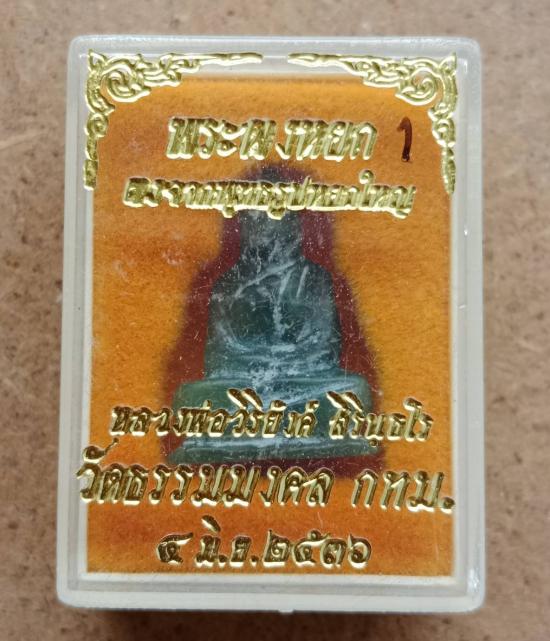 พระผงหยก 1
องจากพุทธรูปหยกใหญ่
หลวงพ่อวิริยังค์ สิรินฺธโร
วัดธรรมมงคล กทม.
๔ มิ.ย.๒๕๓๖